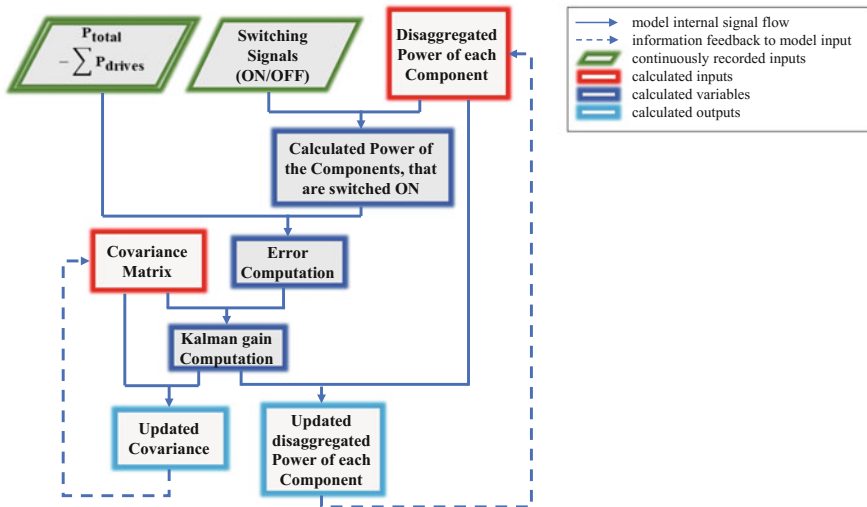 P_total
− ∑ P_drives
Switching
Signals
(ON/OFF)
Disaggregated
Power of each
Component
Calculated Power of
the Components, that
are switched ON
Covariance
Matrix
Error
Computation
Kalman gain
Computation
Updated
Covariance
Updated
disaggregated
Power of each
Component
model internal signal flow
information feedback to model input
continuously recorded inputs
calculated inputs
calculated variables
calculated outputs